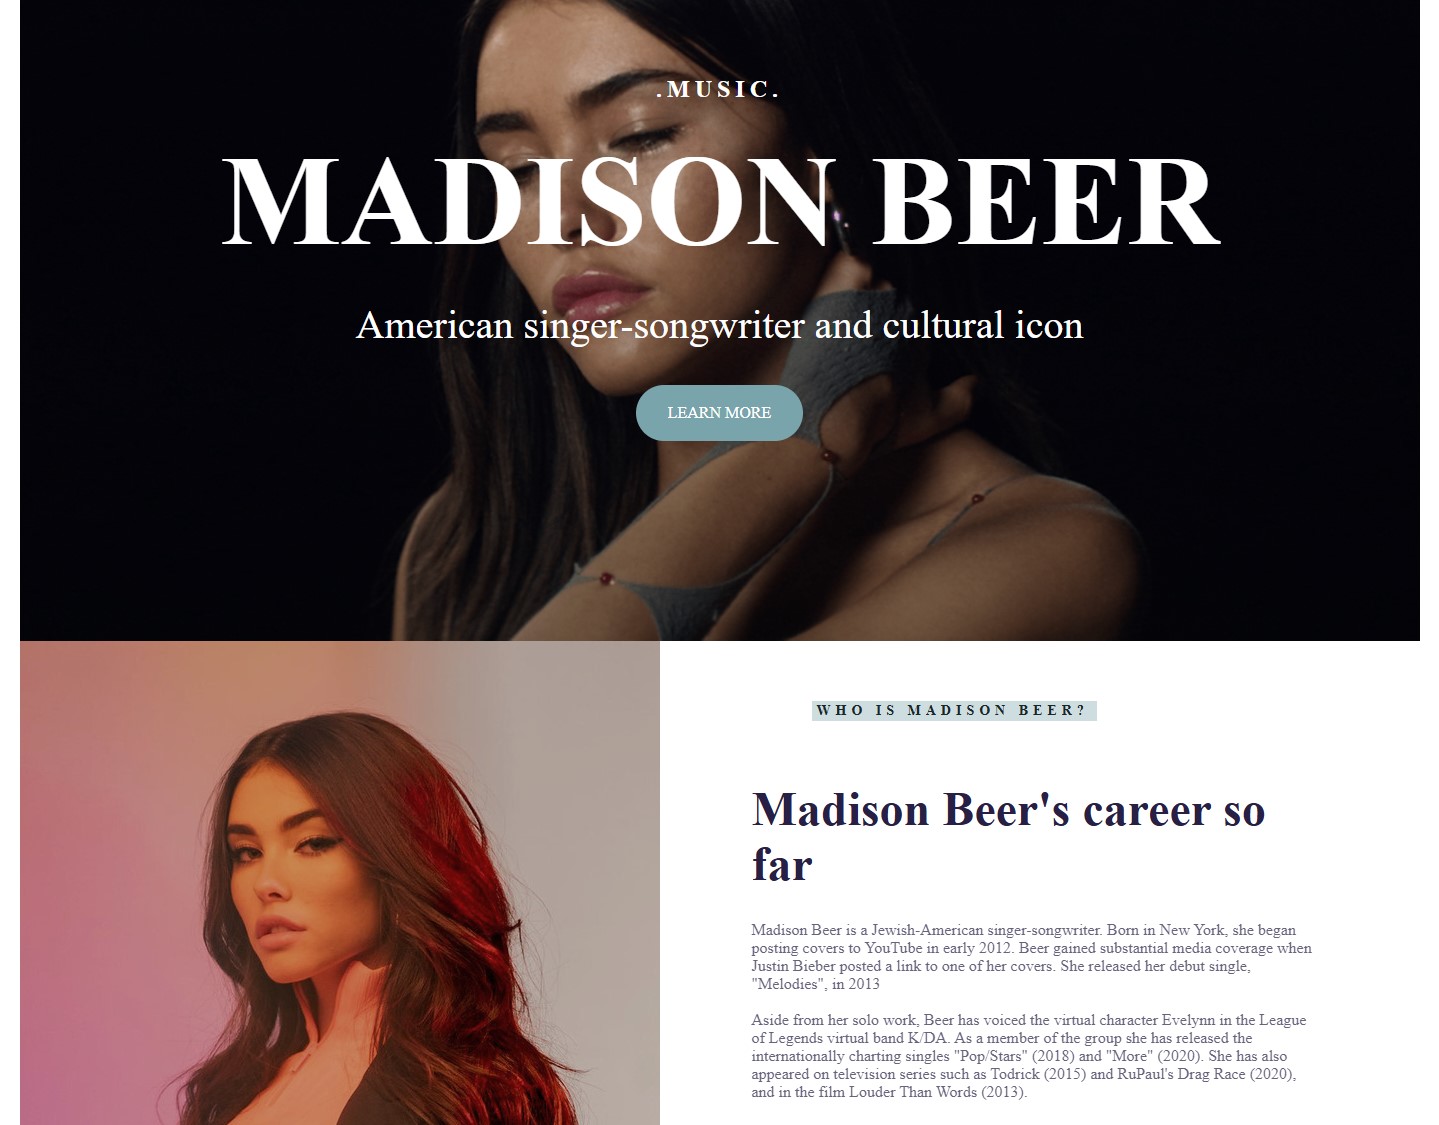 .MUSIC.
MADISON BEER
American singer-songwriter and cultural icon
LEARN MORE
WHO IS MADISON BEER?
Madison Beer's career so
far
Madison Beer is a Jewish-American singer-songwriter. Born in New York, she began
posting covers to YouTube in early 2012. Beer gained substantial media coverage when
Justin Bieber posted a link to one of her covers. She released her debut single,
"Melodies", in 2013
Aside from her solo work, Beer has voiced the virtual character Evelynn in the League
of Legends virtual band K/DA. As a member of the group she has released the
internationally charting singles "Pop/Stars" (2018) and "More" (2020). She has also
appeared on television series such as Todrick (2015) and RuPaul's Drag Race (2020),
and in the film Louder Than Words (2013).